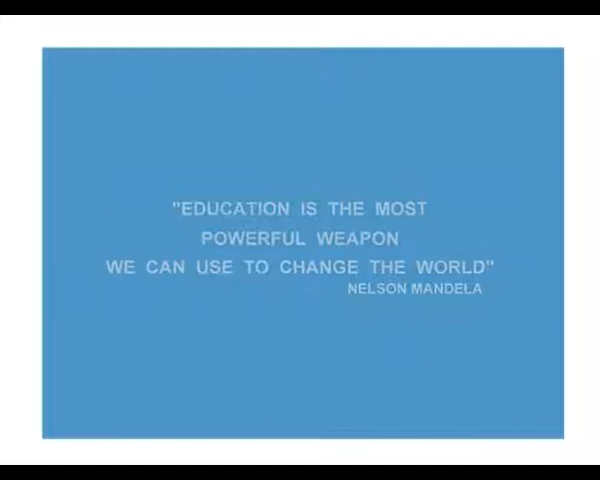 "EDUCATION IS THE MOST
POWERFUL WEAPON
WE CAN USE TO CHANGE THE WORLD"
NELSON MANDELA